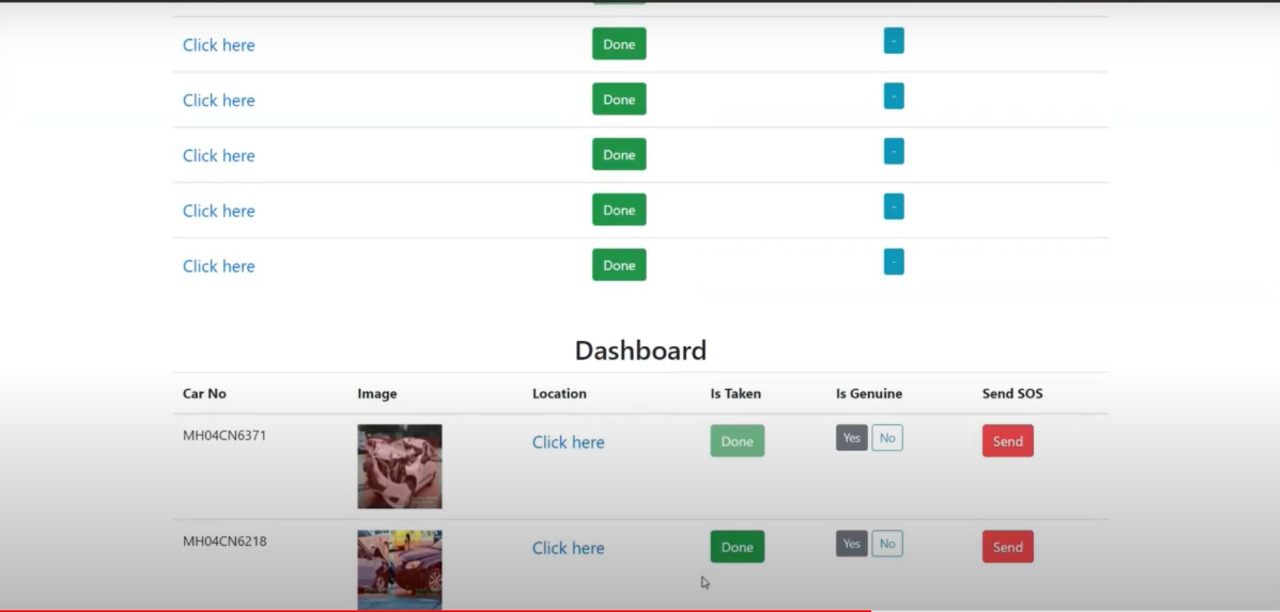 Click here Done -
Click here Done -
Click here Done -
Click here Done -
Click here Done -
Dashboard
Car No Image Location Is Taken Is Genuine Send SOS
MH04CN6371 Click here Done Yes No Send
MH04CN6218 Click here Done Yes No Send